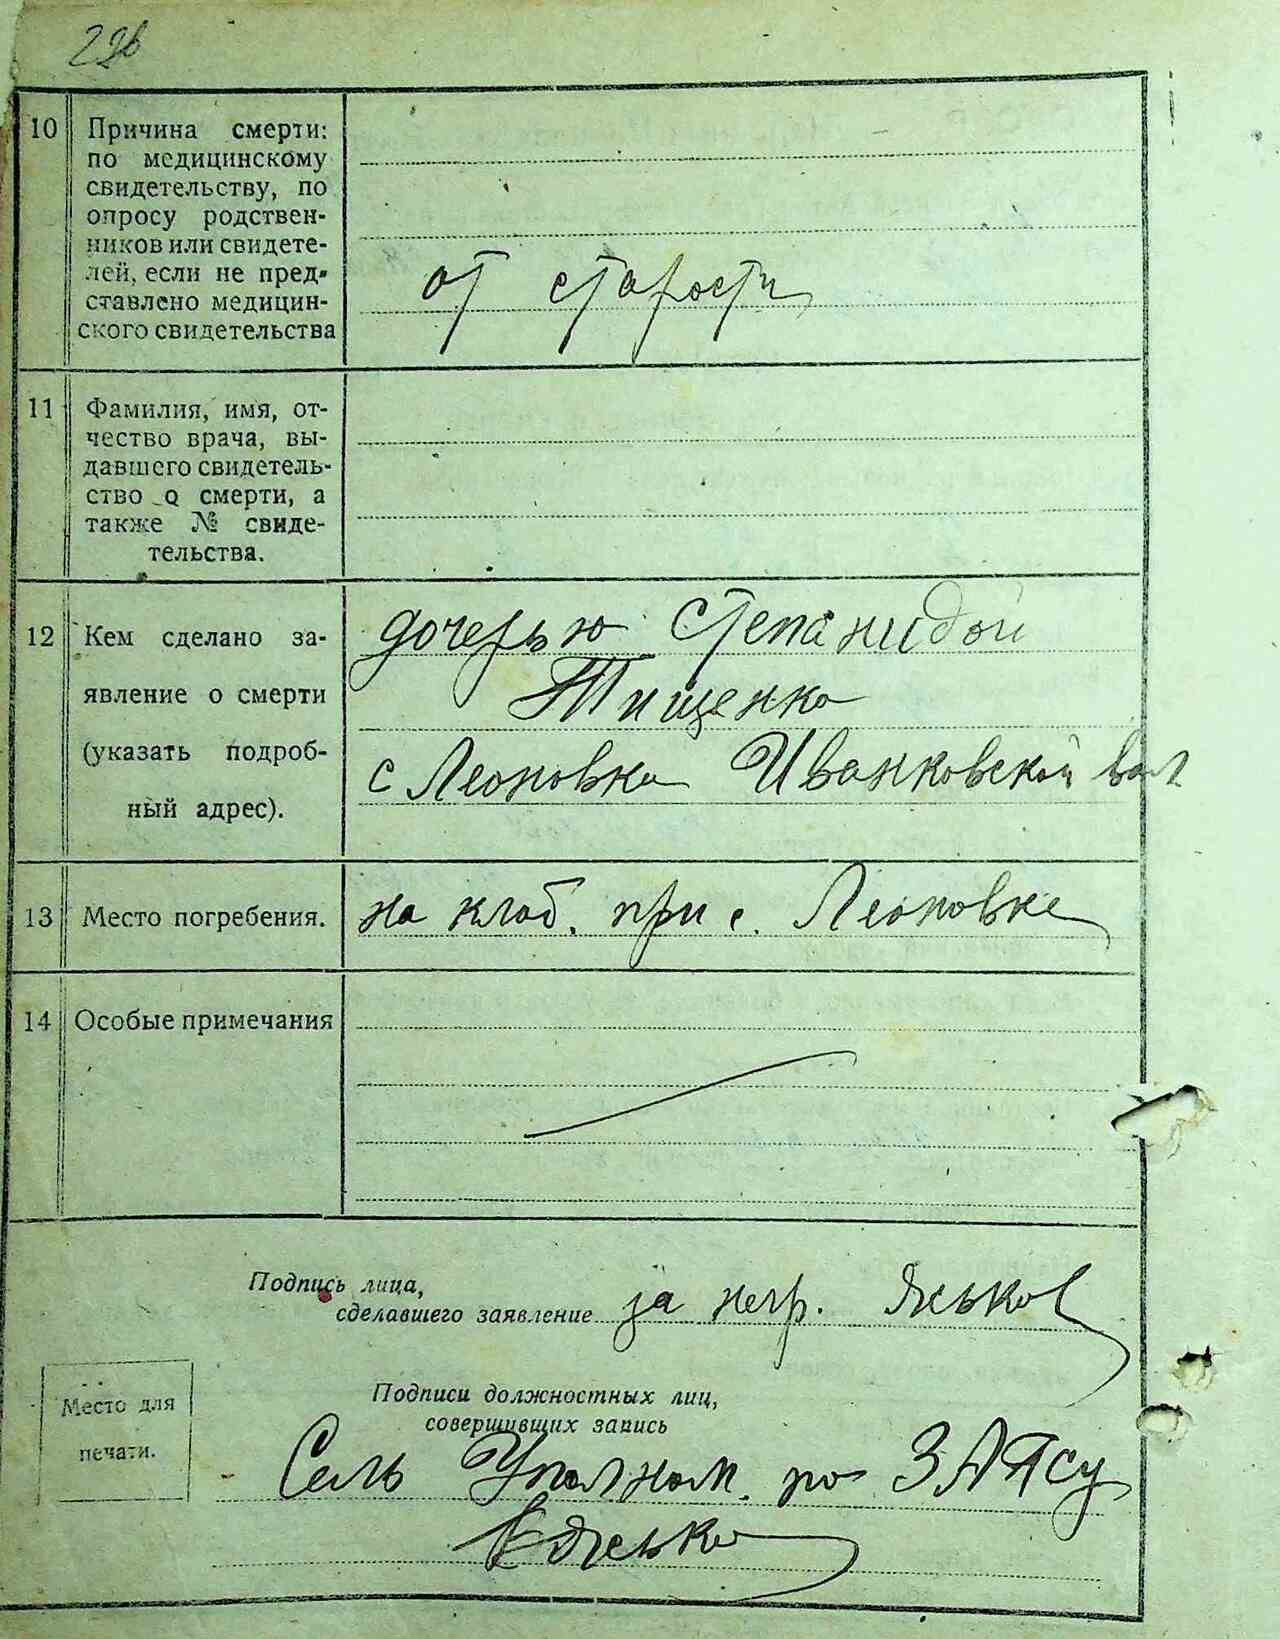 10
Причина смерти:
по медицинскому
свидетельству, по
опросу родствен-
ников или свидете-
лей, если не пред-
ставлено медицин-
ского свидетельства
от старости
11
Фамилия, имя, от-
чество врача, вы-
давшего свидетель-
ство о смерти, а
также № свиде-
тельства.
12
Кем сделано за-
явление о смерти
(указать подроб-
ный адрес).
дочерью Степанидой
Тищенко
с Леоновка Иванковской вол
13
Место погребения.
на клад. при с. Леоновке
14
Особые примечания
Подпись лица,
сделавшего заявление за негр.
Подписи должностных лиц,
совершивших запись
Место для
печати.
Сель Уполном. по ЗАГСу